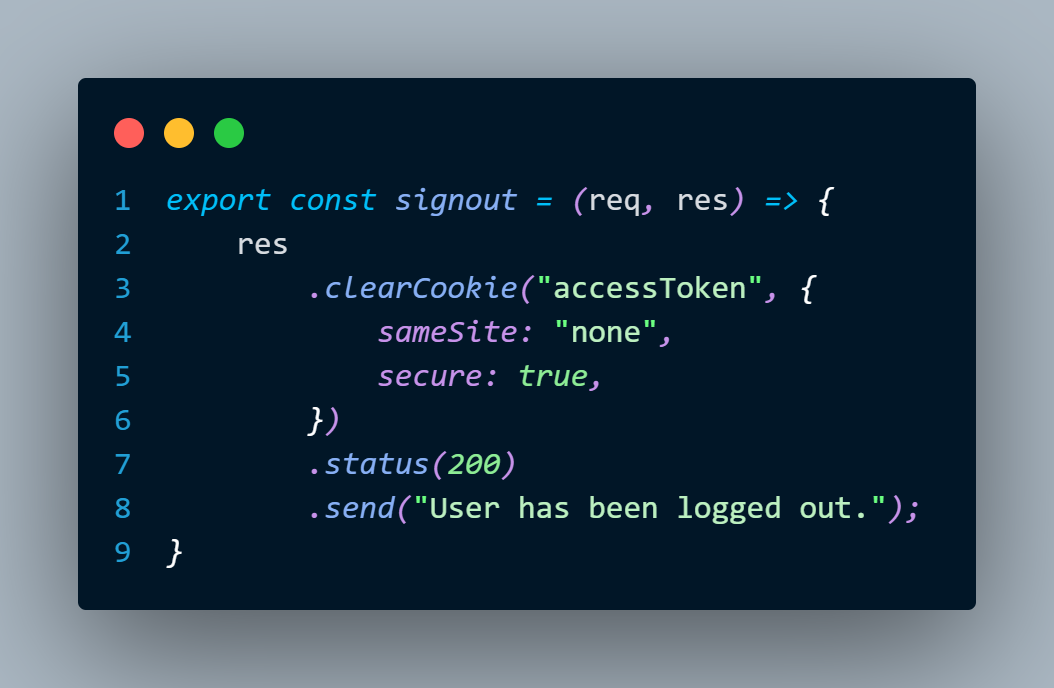 1 export const signout = (req, res) => {
2     res
3         .clearCookie("accessToken", {
4             sameSite: "none",
5             secure: true,
6         })
7         .status(200)
8         .send("User has been logged out.");
9 }